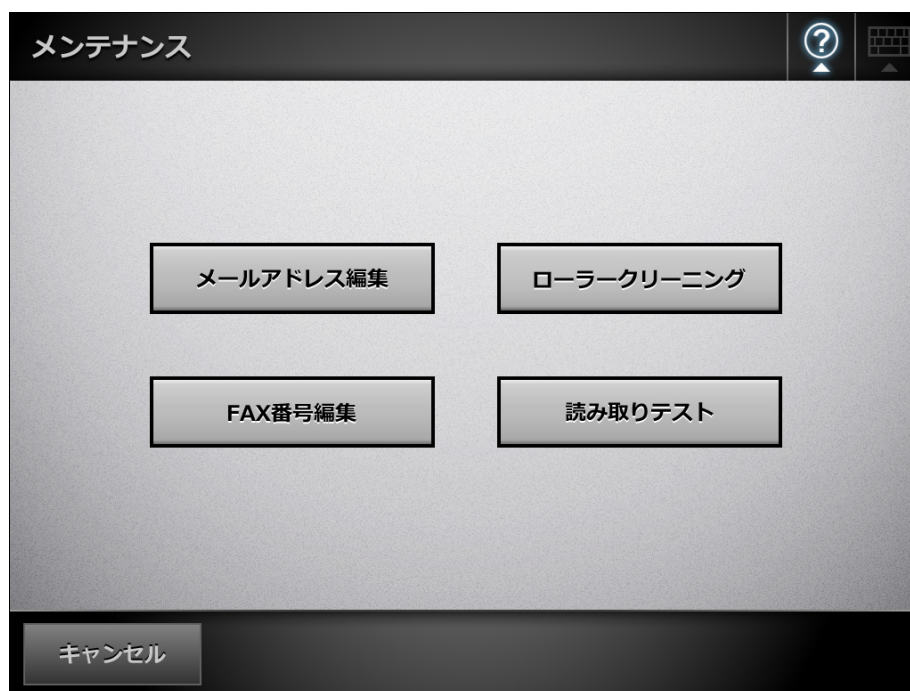 メンテナンス
?
メールアドレス編集
ローラークリーニング
FAX番号編集
読み取りテスト
キャンセル